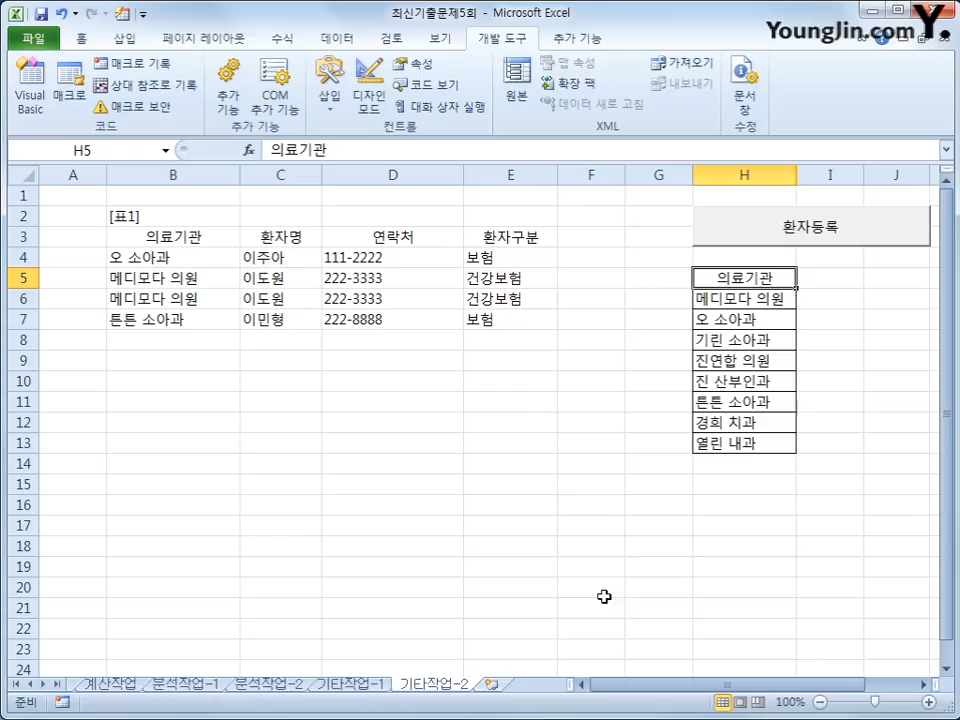 최신기출문제5회 - Microsoft Excel
Younglin.com Y.
파일 홈 삽입 페이지 레이아웃 수식 데이터 검토 보기 개발 도구 추가 기능
Visual Basic
매크로
매크로 기록
상대 참조로 기록
매크로 보안
코드
추가 기능
COM 추가 기능
추가 기능
삽입
디자인 모드
속성
코드 보기
대화 상자 실행
컨트롤
원본
맵 속성
확장 팩
데이터 새로 고침
가져오기
내보내기
XML
문서 창
수정
H5 fx 의료기관
A B C D E F G H I J
1
2 [표1] 환자등록
3 의료기관 환자명 연락처 환자구분
4 오 소아과 이주아 111-2222 보험
5 메디모다 의원 이도원 222-3333 건강보험 의료기관
6 메디모다 의원 이도원 222-3333 건강보험 메디모다 의원
7 튼튼 소아과 이민형 222-8888 보험 오 소아과
8 기린 소아과
9 진연합 의원
10 진 산부인과
11 튼튼 소아과
12 경희 치과
13 열린 내과
14
15
16
17
18
19
20
21
22
23
24
계산작업 분석작업-1 분석작업-2 기타작업-1 기타작업-2
준비 100%